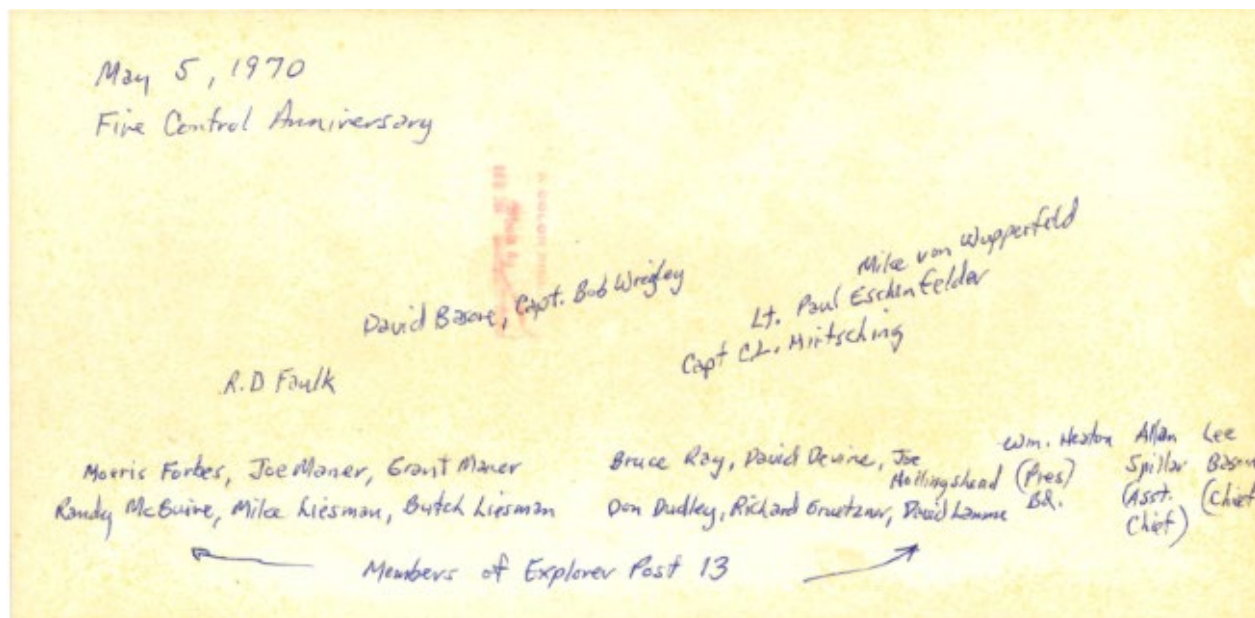 May 5, 1970
Fire Control Anniversary
Mike von Wupperfeld
Lt. Paul Eschenfelder
David Basore, Capt. Bob Wrigley
Capt C.L. Miritsching
R.D Faulk
Morris Forbes, Joe Maner, Grant Maner
Randy McGuire, Mike Liesman, Butch Liesman
Bruce Ray, David Devine, Joe
Hollingshead
Don Dudley, Richard Gruetzner, David Lamme
Wm. Heaton
(Pres)
Bd.
Allan
Spillar
(Asst.
Chief)
Lee
Basore
(Chief
Members of Explorer Post 13